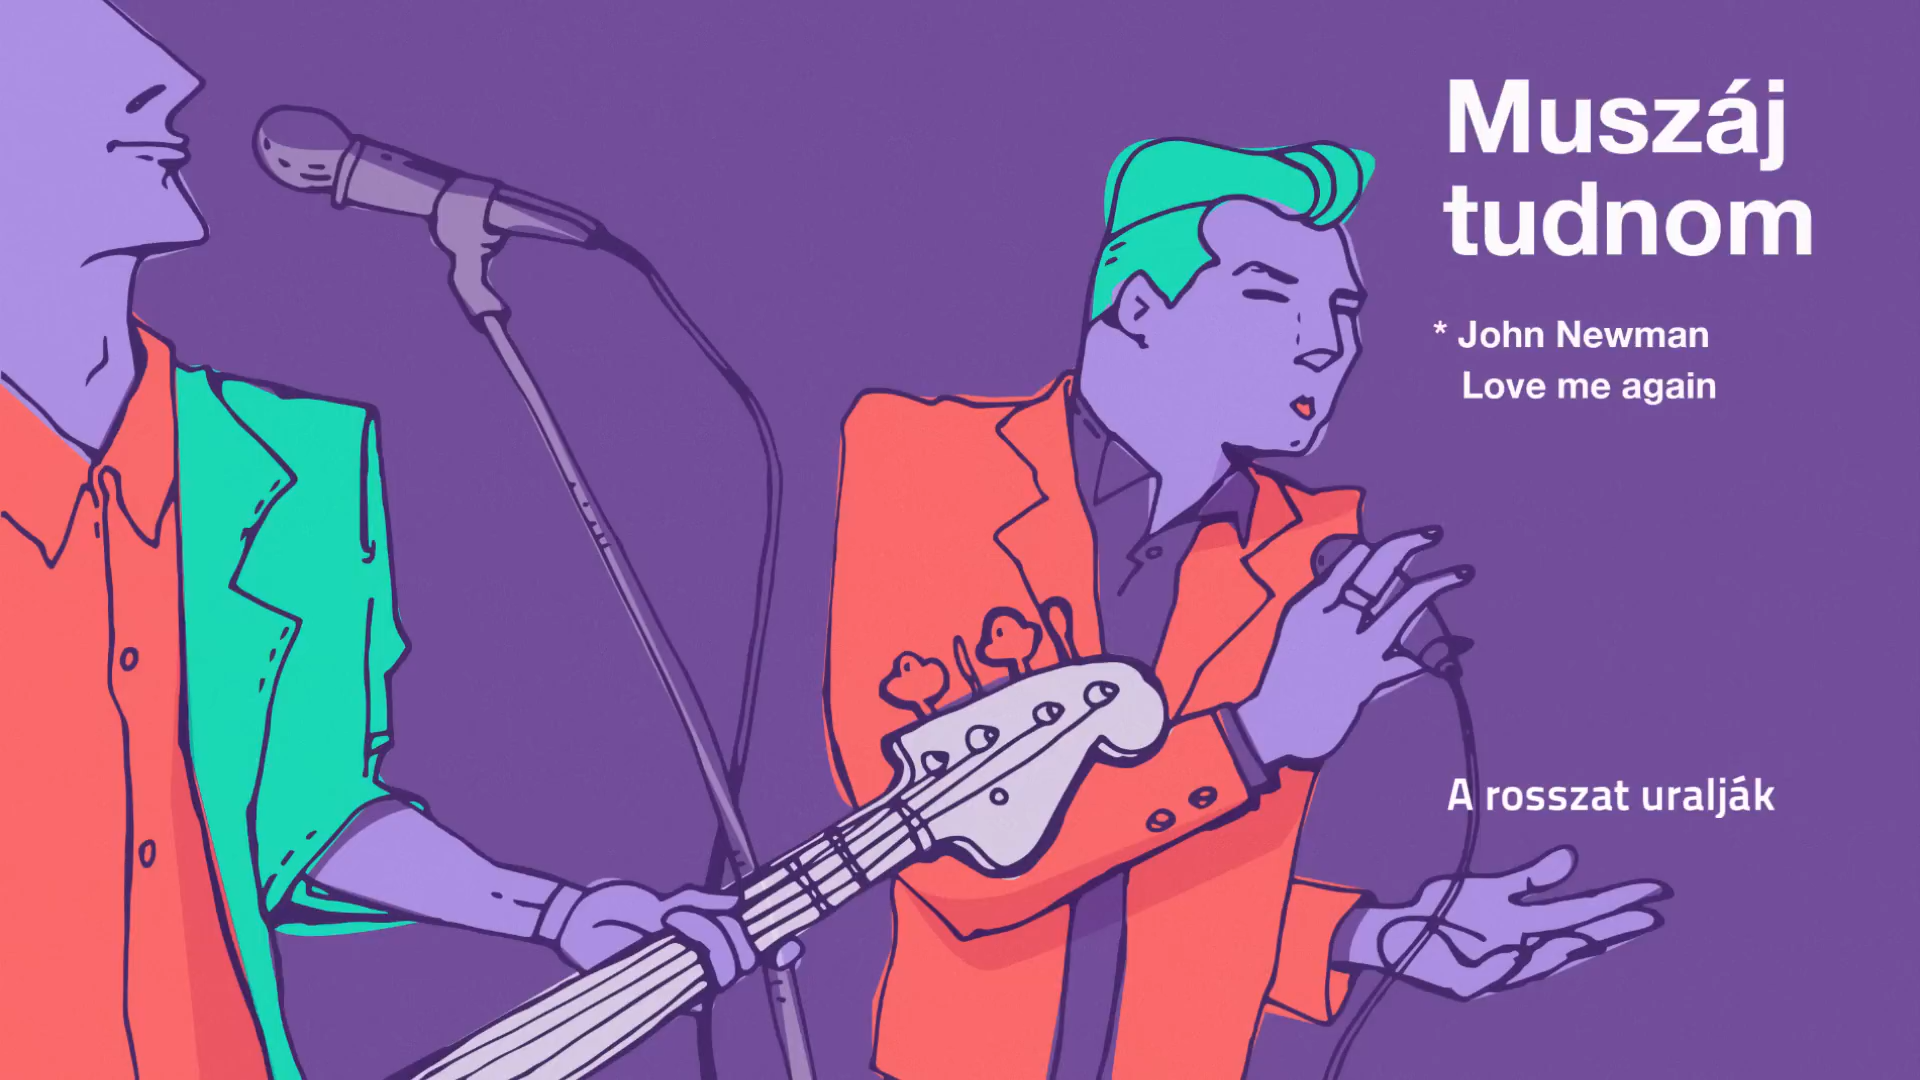 Muszáj
tudnom
* John Newman
Love me again
A rosszat uralják